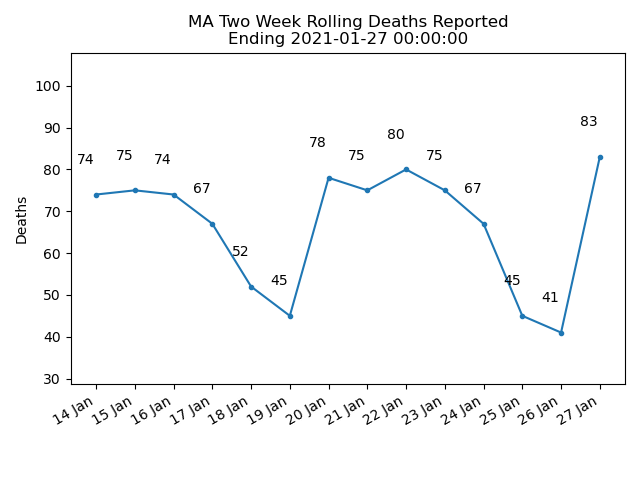 MA Two Week Rolling Deaths Reported
Ending 2021-01-27 00:00:00
Deaths
100
90
80
70
60
50
40
30
74
75
74
67
52
45
78
75
80
75
67
45
41
83
14 Jan
15 Jan
16 Jan
17 Jan
18 Jan
19 Jan
20 Jan
21 Jan
22 Jan
23 Jan
24 Jan
25 Jan
26 Jan
27 Jan